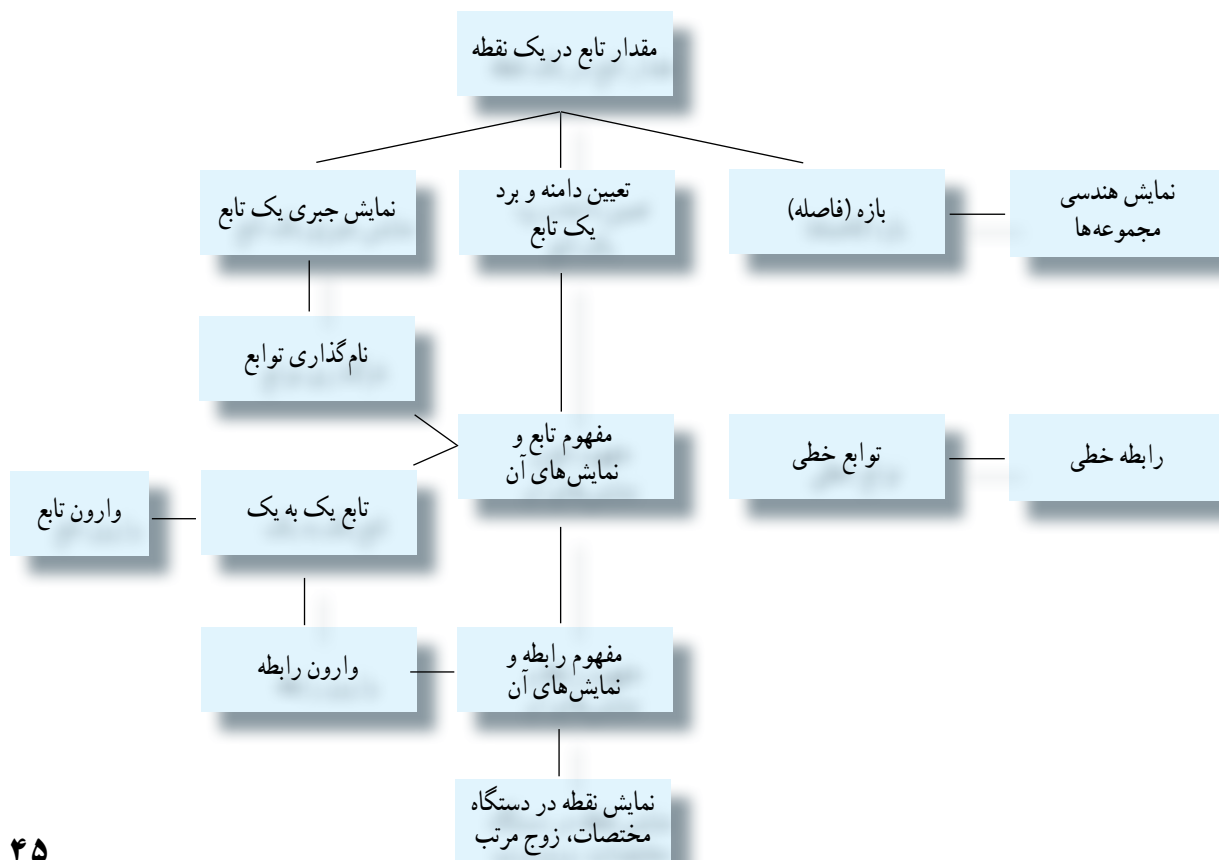 مقدار تابع در یک نقطه
نمایش هندسی
مجموعه‌ها
بازه (فاصله)
تعیین دامنه و برد
یک تابع
نمایش جبری یک تابع
نام‌گذاری توابع
رابطه خطی
توابع خطی
مفهوم تابع و
نمایش‌های آن
تابع یک به یک
وارون تابع
مفهوم رابطه و
نمایش‌های آن
وارون رابطه
نمایش نقطه در دستگاه
مختصات، زوج مرتب
۴۵